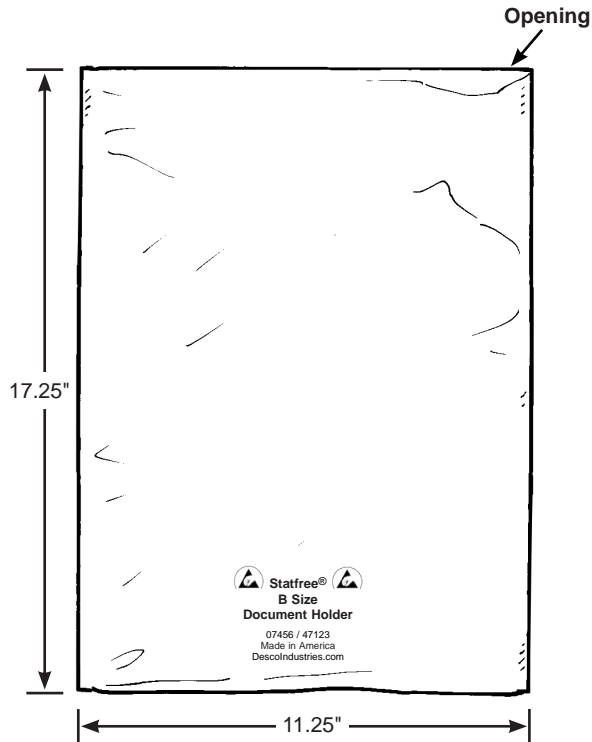 Opening
17.25"
Statfree®
B Size
Document Holder
07456 / 47123
Made in America
DescoIndustries.com
11.25"